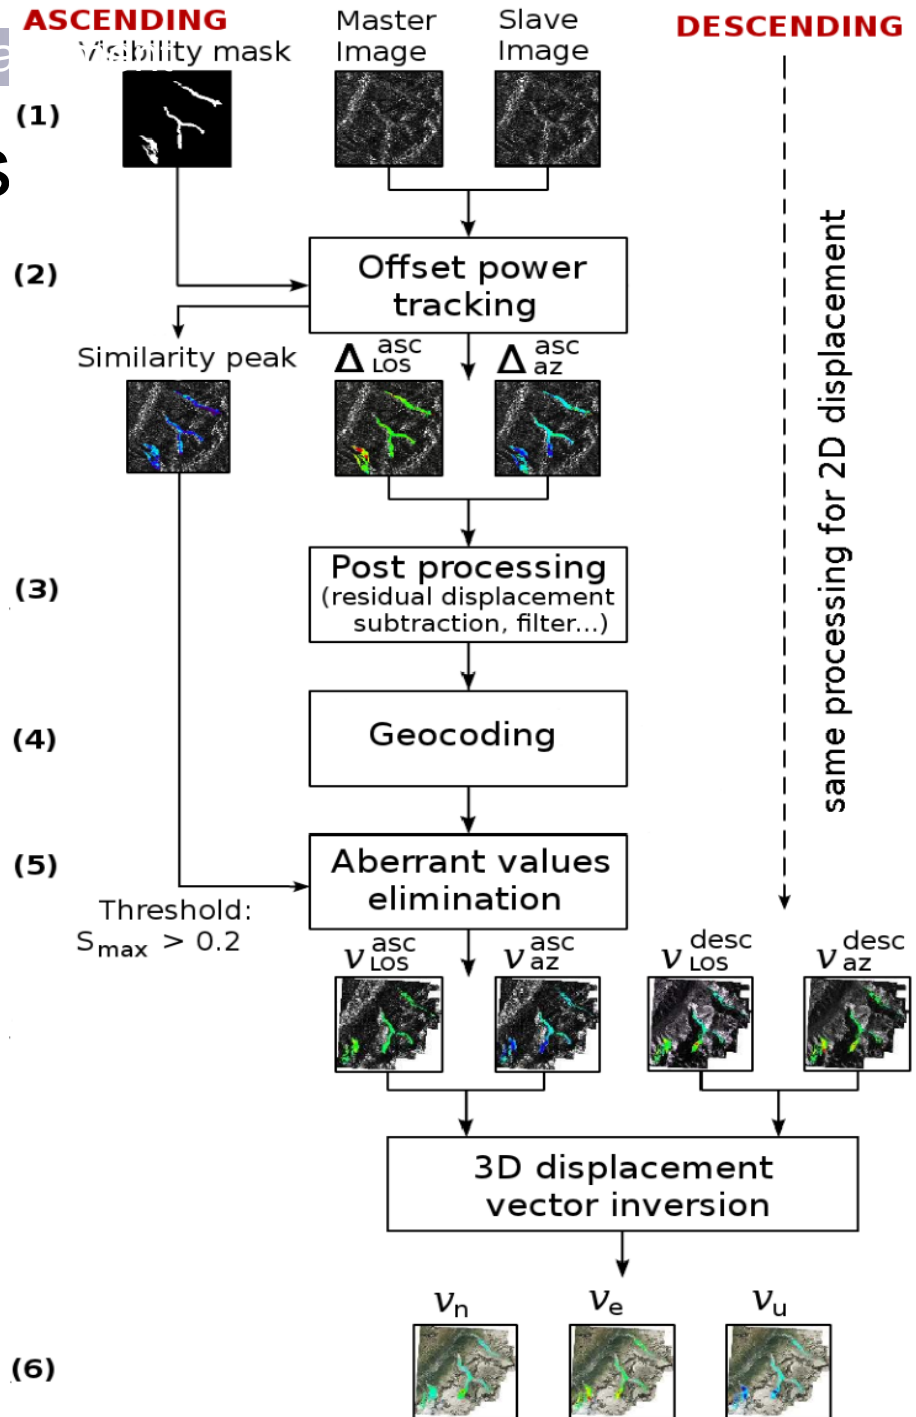 ASCENDING
DESCENDING
Master Image
Slave Image
Visibility mask
(1)
(2)
Offset power
tracking
Similarity peak
Δ asc LOS
Δ asc az
same processing for 2D displacement
(3)
Post processing
(residual displacement
subtraction, filter...)
(4)
Geocoding
(5)
Aberrant values
elimination
Threshold:
Smax > 0.2
v asc LOS
v asc az
v desc LOS
v desc az
3D displacement
vector inversion
vn
ve
vu
(6)